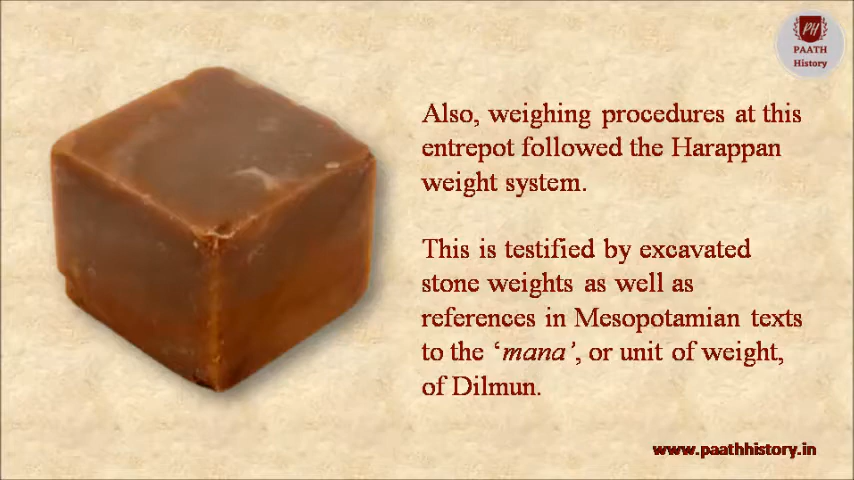 PH
PAATH
History
Also, weighing procedures at this
entrepot followed the Harappan
weight system.
This is testified by excavated
stone weights as well as
references in Mesopotamian texts
to the ‘mana’, or unit of weight,
of Dilmun.
www.paathhistory.in